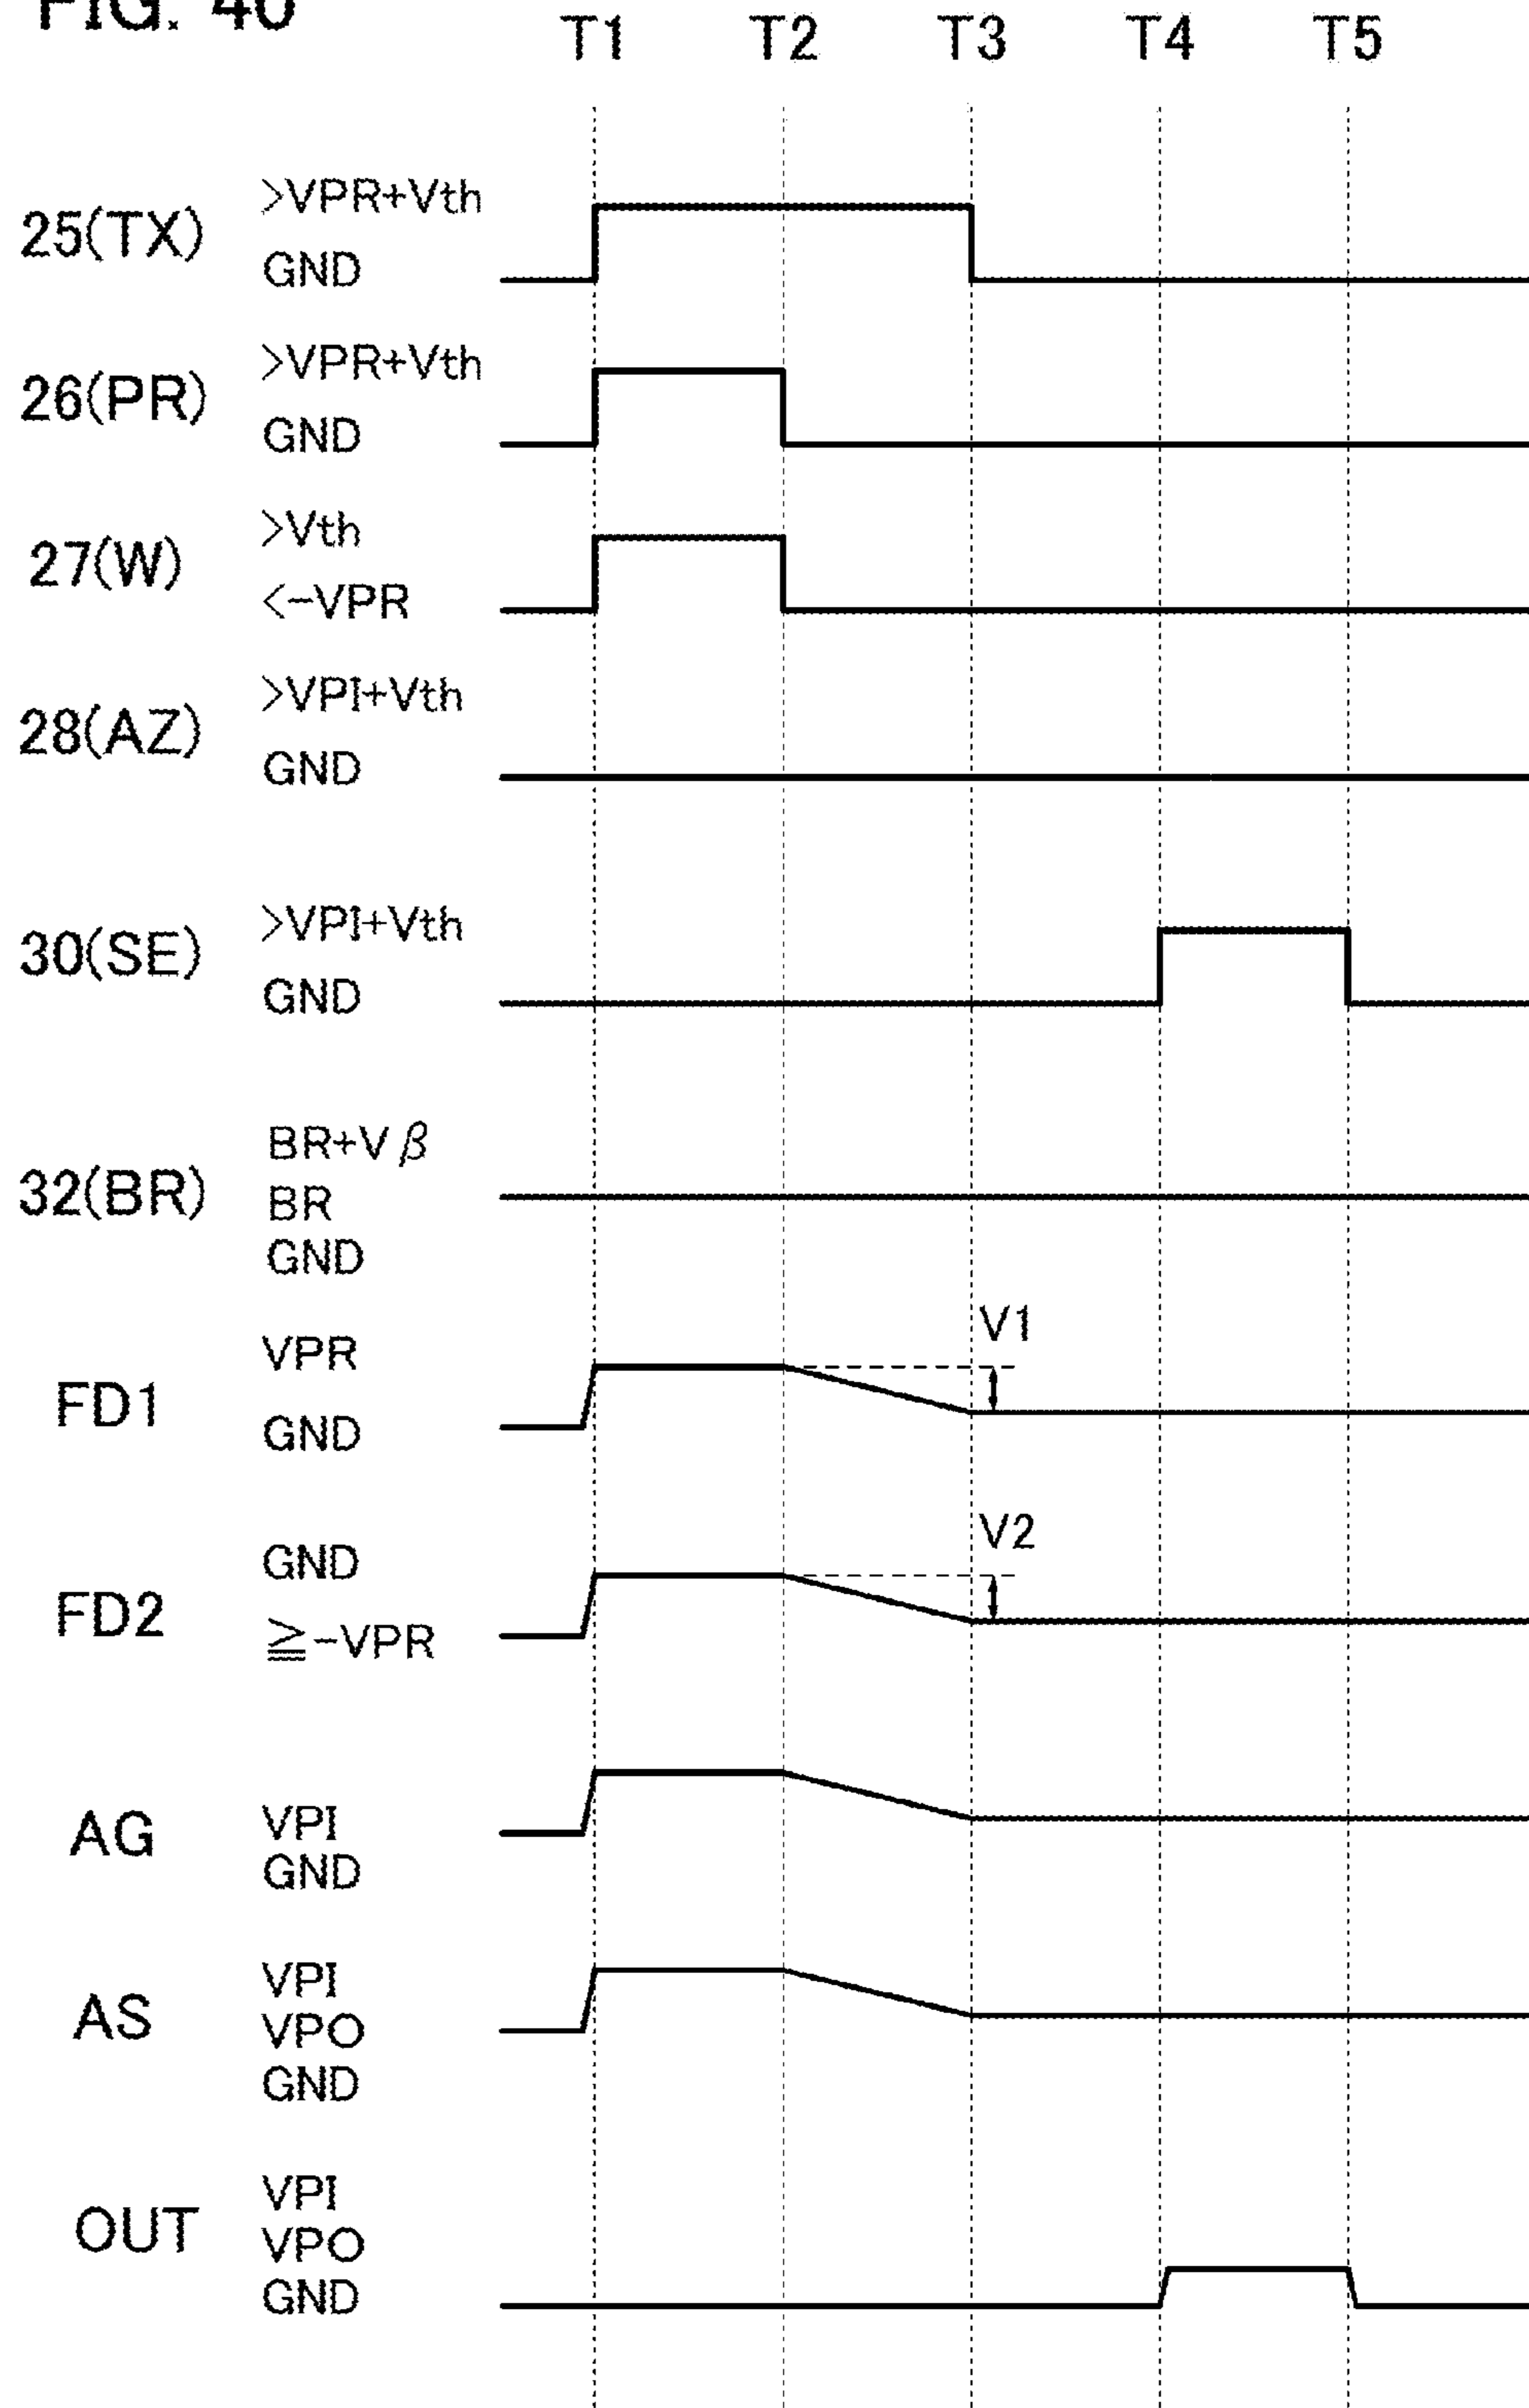 FIG. 40
T1 T2 T3 T4 T5
25(TX) >VPR+Vth
GND
26(PR) >VPR+Vth
GND
27(W) >Vth
<-VPR
28(AZ) >VPI+Vth
GND
30(SE) >VPI+Vth
GND
32(BR) BR+Vβ
BR
GND
FD1 VPR
GND
V1
FD2 GND
≧-VPR
V2
AG VPI
GND
AS VPI
VPO
GND
OUT VPI
VPO
GND